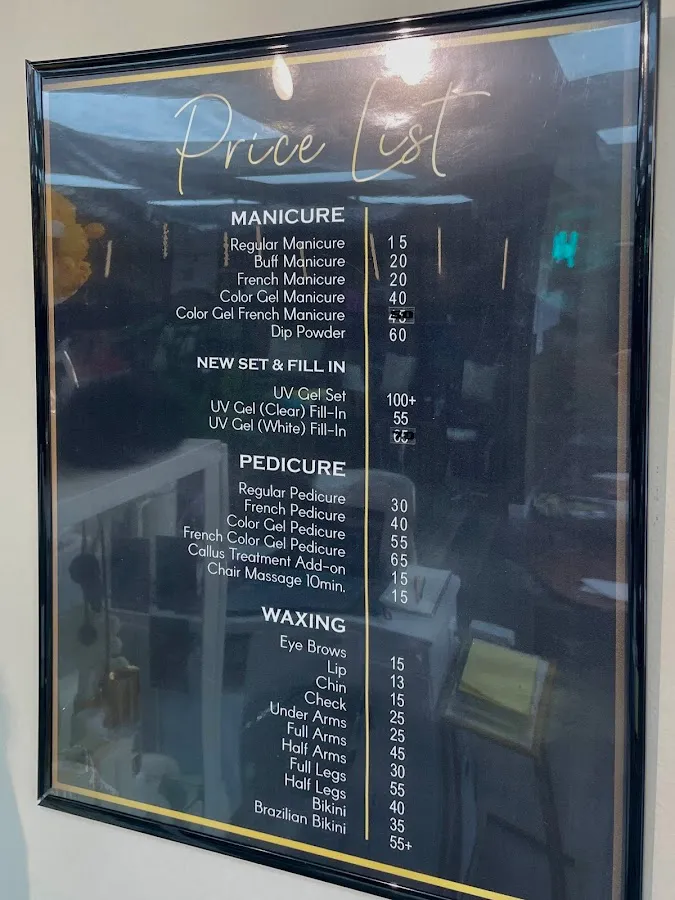 Price List
MANICURE
Regular Manicure 15
Buff Manicure 20
French Manicure 20
Color Gel Manicure 40
Color Gel French Manicure
Dip Powder 60
NEW SET & FILL IN
UV Gel Set 100+
UV Gel (Clear) Fill-In 55
UV Gel (White) Fill-In
PEDICURE
Regular Pedicure 30
French Pedicure 40
Color Gel Pedicure 55
French Color Gel Pedicure 65
Callus Treatment Add-on 15
Chair Massage 10min. 15
WAXING
Eye Brows 15
Lip 13
Chin 15
Check 25
Under Arms 25
Full Arms 45
Half Arms 30
Full Legs 55
Half Legs 40
Bikini 35
Brazilian Bikini 55+